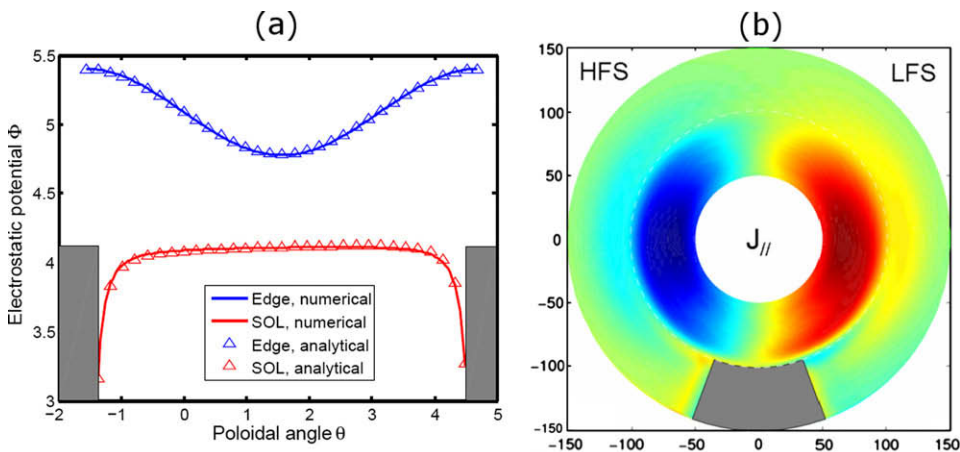 (a)
5.5
5
4.5
4
3.5
3
−2
−1
0
1
2
3
4
5
Electrostatic potential Φ
Poloidal angle θ
Edge, numerical
SOL, numerical
Edge, analytical
SOL, analytical
(b)
HFS
LFS
J//
150
100
50
0
-50
-100
-150
-150
-100
-50
0
50
100
150